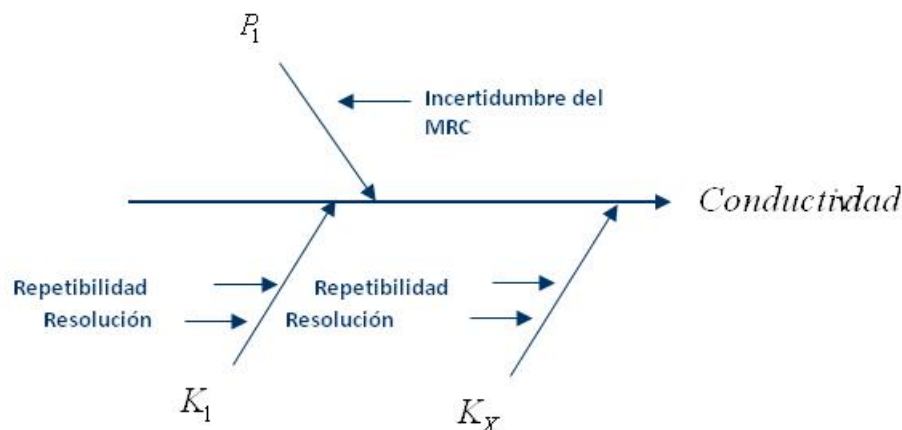 P1
Incertidumbre del
MRC
Conductividad
Repetibilidad
Resolución
Repetibilidad
Resolución
K1
KX